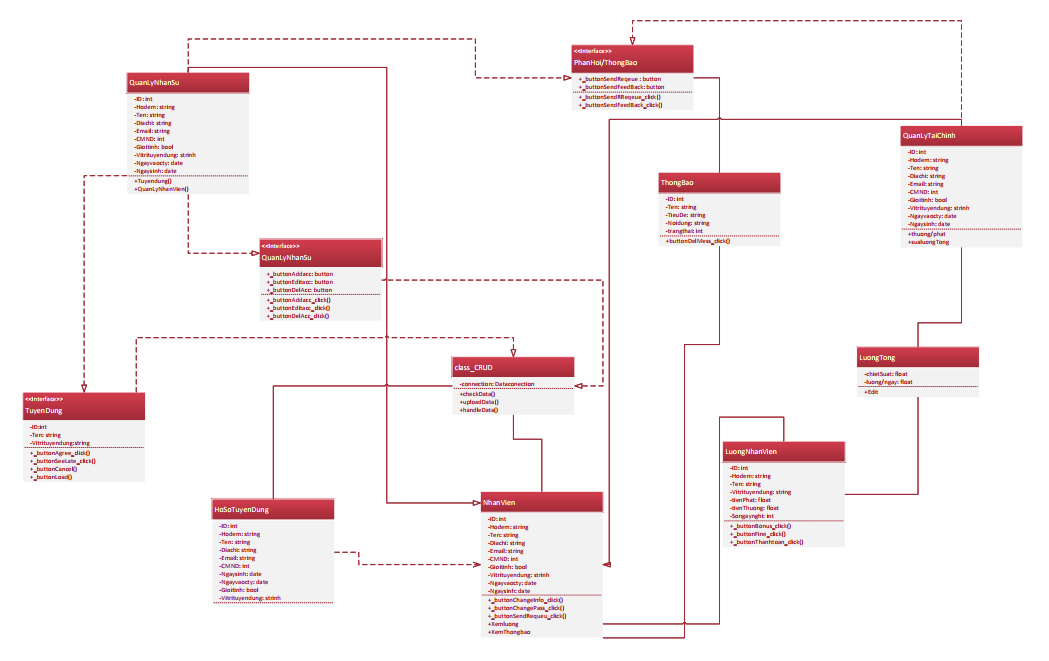 <<Interface>>
PhanHoi/ThongBao
+_buttonSendReqeue : button
+_buttonSendFeedBack: button
+_buttonSendRReqeue_click()
+_buttonSendFeedBack_click()
QuanLyNhanSu
-ID: int
-Hodem: string
-Ten: string
-Diachi: string
-Email: string
-CMND: int
-Gioitinh: bool
-Vitrituyendung: strinh
-Ngayvaocty: date
-Ngaysinh: date
+Tuyendung()
+QuanLyNhanVien()
QuanLyTaiChinh
-ID: int
-Hodem: string
-Ten: string
-Diachi: string
-Email: string
-CMND: int
-Gioitinh: bool
-Vitrituyendung: strinh
-Ngayvaocty: date
-Ngaysinh: date
+thuong/phat
+sualuongTong
ThongBao
-ID: int
-Ten: string
-TieuDe: string
-Noidung: string
-trangthai: int
+buttonDelMess_click()
<<Interface>>
QuanLyNhanSu
+_buttonAddacc: button
+_buttonEditacc: button
+_buttonDelAcc: button
+_buttonAddacc_click()
+_buttonEditacc_click()
+_buttonDelAcc_click()
class_CRUD
-connection: Dataconection
+checkData()
+uploadData()
+handleData()
LuongTong
-chietSuat: float
-luong/ngay: float
+Edit
<<Interface>>
TuyenDung
-ID:int
-Ten: string
-Vitrituyendung:string
+_buttonAgree_click()
+_buttonSeeLate_click()
+_buttonCancel()
+_buttonLoad()
LuongNhanVien
-ID: int
-Hodem: string
-Ten: string
-Vitrituyendung: string
-tienPhat: float
-tienThuong: float
-Songaynghi: int
+_buttonBonus_click()
+_buttonFine_click()
+_buttonThanhtoan_click()
HoSoTuyenDung
-ID: int
-Hodem: string
-Ten: string
-Diachi: string
-Email: string
-CMND: int
-Ngaysinh: date
-Ngayvaocty: date
-Gioitinh: bool
-Vitrituyendung: strinh
NhanVien
-ID: int
-Hodem: string
-Ten: string
-Diachi: string
-Email: string
-CMND: int
-Gioitinh: bool
-Vitrituyendung: strinh
-Ngayvaocty: date
-Ngaysinh: date
+_buttonChangeInfo_click()
+_buttonChangePass_click()
+_buttonSendRequeu_click()
+Xemluong
+XemThongbao